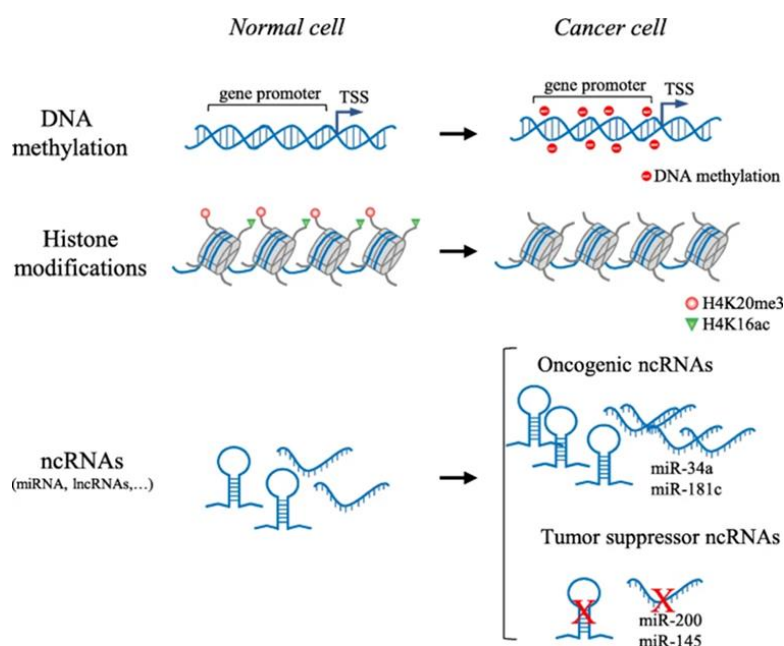 Normal cell
Cancer cell
gene promoter
TSS
gene promoter
TSS
DNA
methylation
DNA methylation
Histone
modifications
H4K20me3
H4K16ac
Oncogenic ncRNAs
ncRNAs
(miRNA, lncRNAs,...)
miR-34a
miR-181c
Tumor suppressor ncRNAs
X
X
miR-200
miR-145